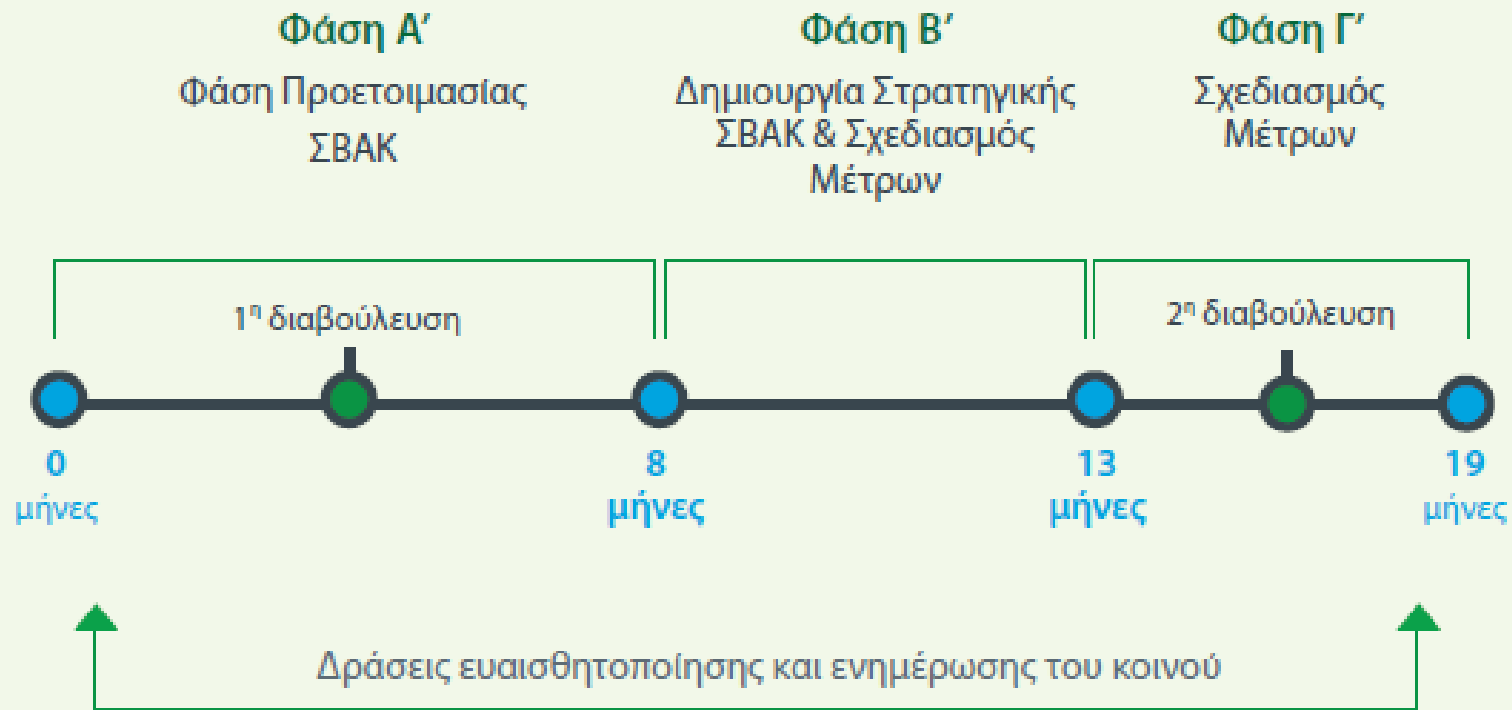 Φάση Α’
Φάση Προετοιμασίας
ΣΒΑΚ
Φάση Β’
Δημιουργία Στρατηγικής
ΣΒΑΚ & Σχεδιασμός
Μέτρων
Φάση Γ’
Σχεδιασμός
Μέτρων
1η διαβούλευση
2η διαβούλευση
0
μήνες
8
μήνες
13
μήνες
19
μήνες
Δράσεις ευαισθητοποίησης και ενημέρωσης του κοινού